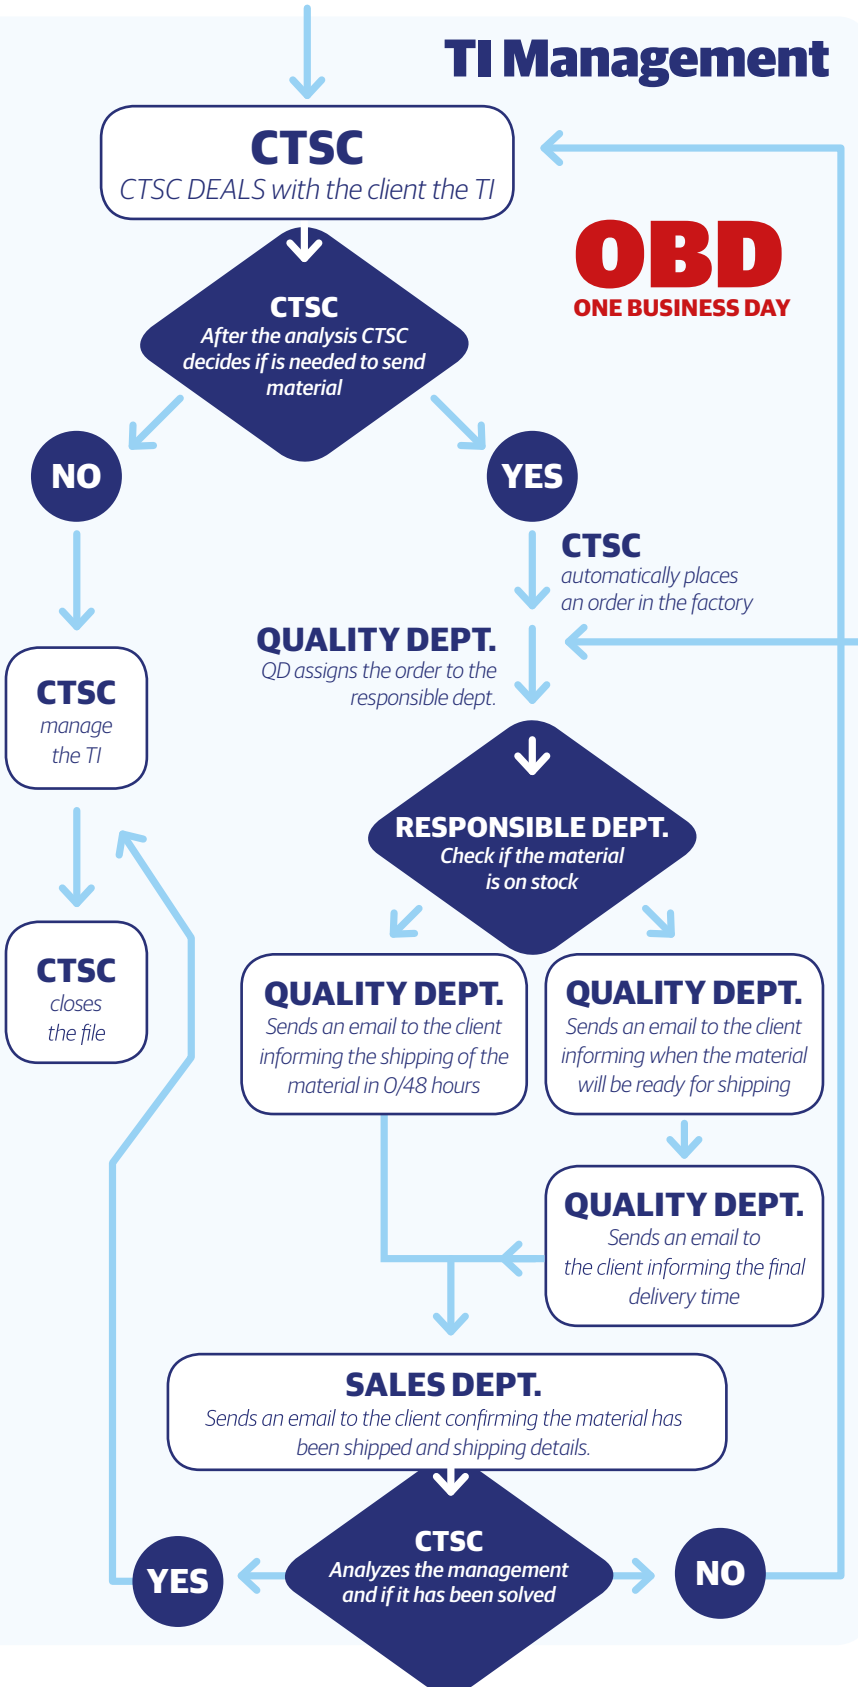 TI Management
CTSC
CTSC DEALS with the client the TI
OBD
ONE BUSINESS DAY
CTSC
After the analysis CTSC
decides if is needed to send
material
NO
YES
CTSC
automatically places
an order in the factory
QUALITY DEPT.
QD assigns the order to the
responsible dept.
CTSC
manage
the TI
RESPONSIBLE DEPT.
Check if the material
is on stock
CTSC
closes
the file
QUALITY DEPT.
Sends an email to the client
informing the shipping of the
material in 0/48 hours
QUALITY DEPT.
Sends an email to the client
informing when the material
will be ready for shipping
QUALITY DEPT.
Sends an email to
the client informing the final
delivery time
SALES DEPT.
Sends an email to the client confirming the material has
been shipped and shipping details.
CTSC
Analyzes the management
and if it has been solved
YES
NO